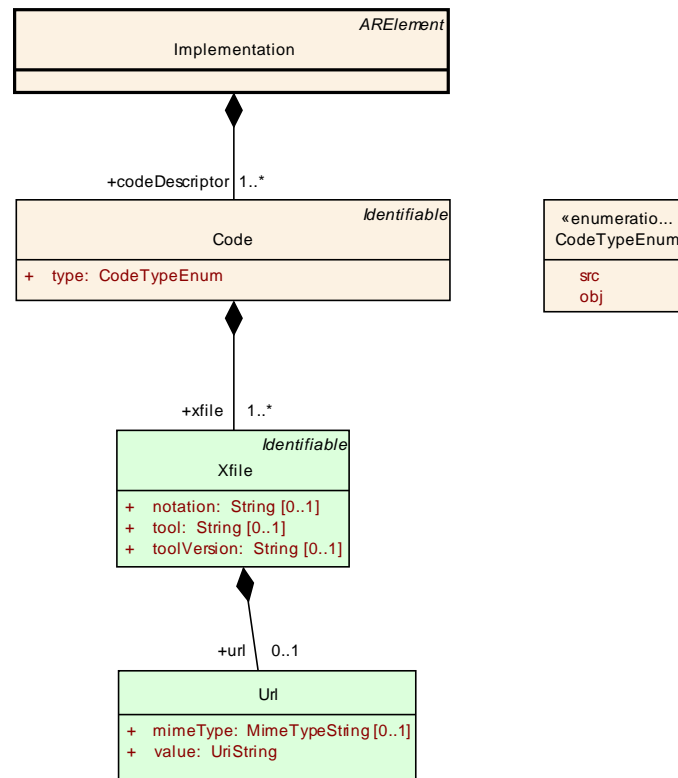 ARElement
Implementation
+codeDescriptor 1..*
Identifiable
Code
+ type: CodeTypeEnum
«enumeratio...
CodeTypeEnum
src
obj
+xfile 1..*
Identifiable
Xfile
+ notation: String [0..1]
+ tool: String [0..1]
+ toolVersion: String [0..1]
+url 0..1
Url
+ mimeType: MimeTypeString [0..1]
+ value: UriString